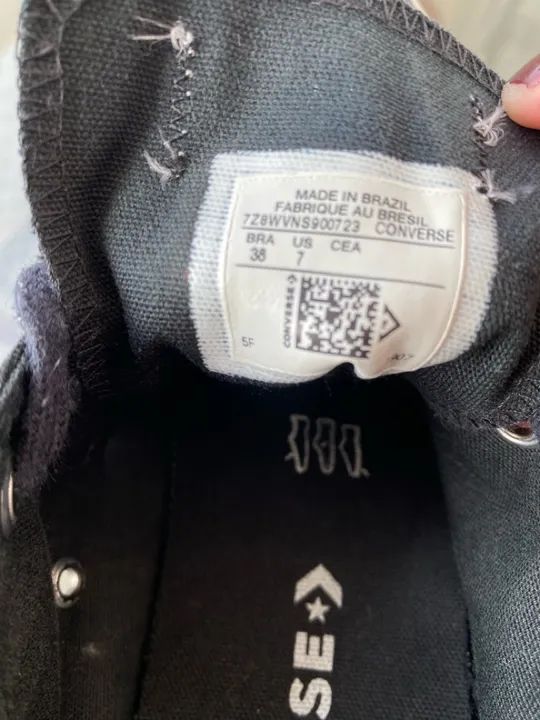 MADE IN BRAZIL
FABRIQUE AU BRESIL
7Z8WVNS900723 CONVERSE
BRA US CEA
38 7
CONVERSE
5F
SE